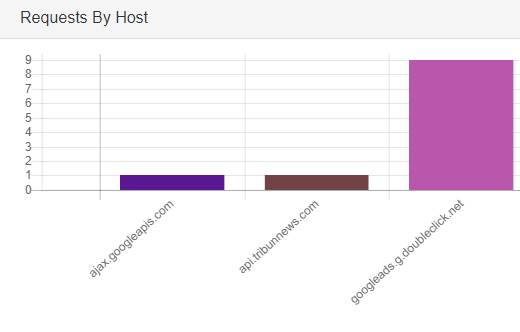 Requests By Host
9
8
7
6
5
4
3
2
1
0
ajax.googleapis.com
api.tribunnews.com
googleads.g.doubleclick.net